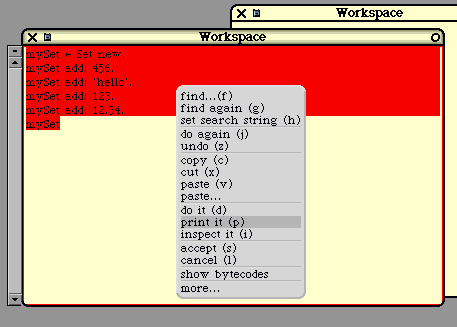 Workspace
Workspace
mySet ← Set new.
mySet add: 456.
mySet add: 'hello'.
mySet add: 123.
mySet add: 12.34.
mySet
find...(f)
find again (g)
set search string (h)
do again (j)
undo (z)
copy (c)
cut (x)
paste (v)
paste...
do it (d)
print it (p)
inspect it (i)
accept (s)
cancel (l)
show bytecodes
more...